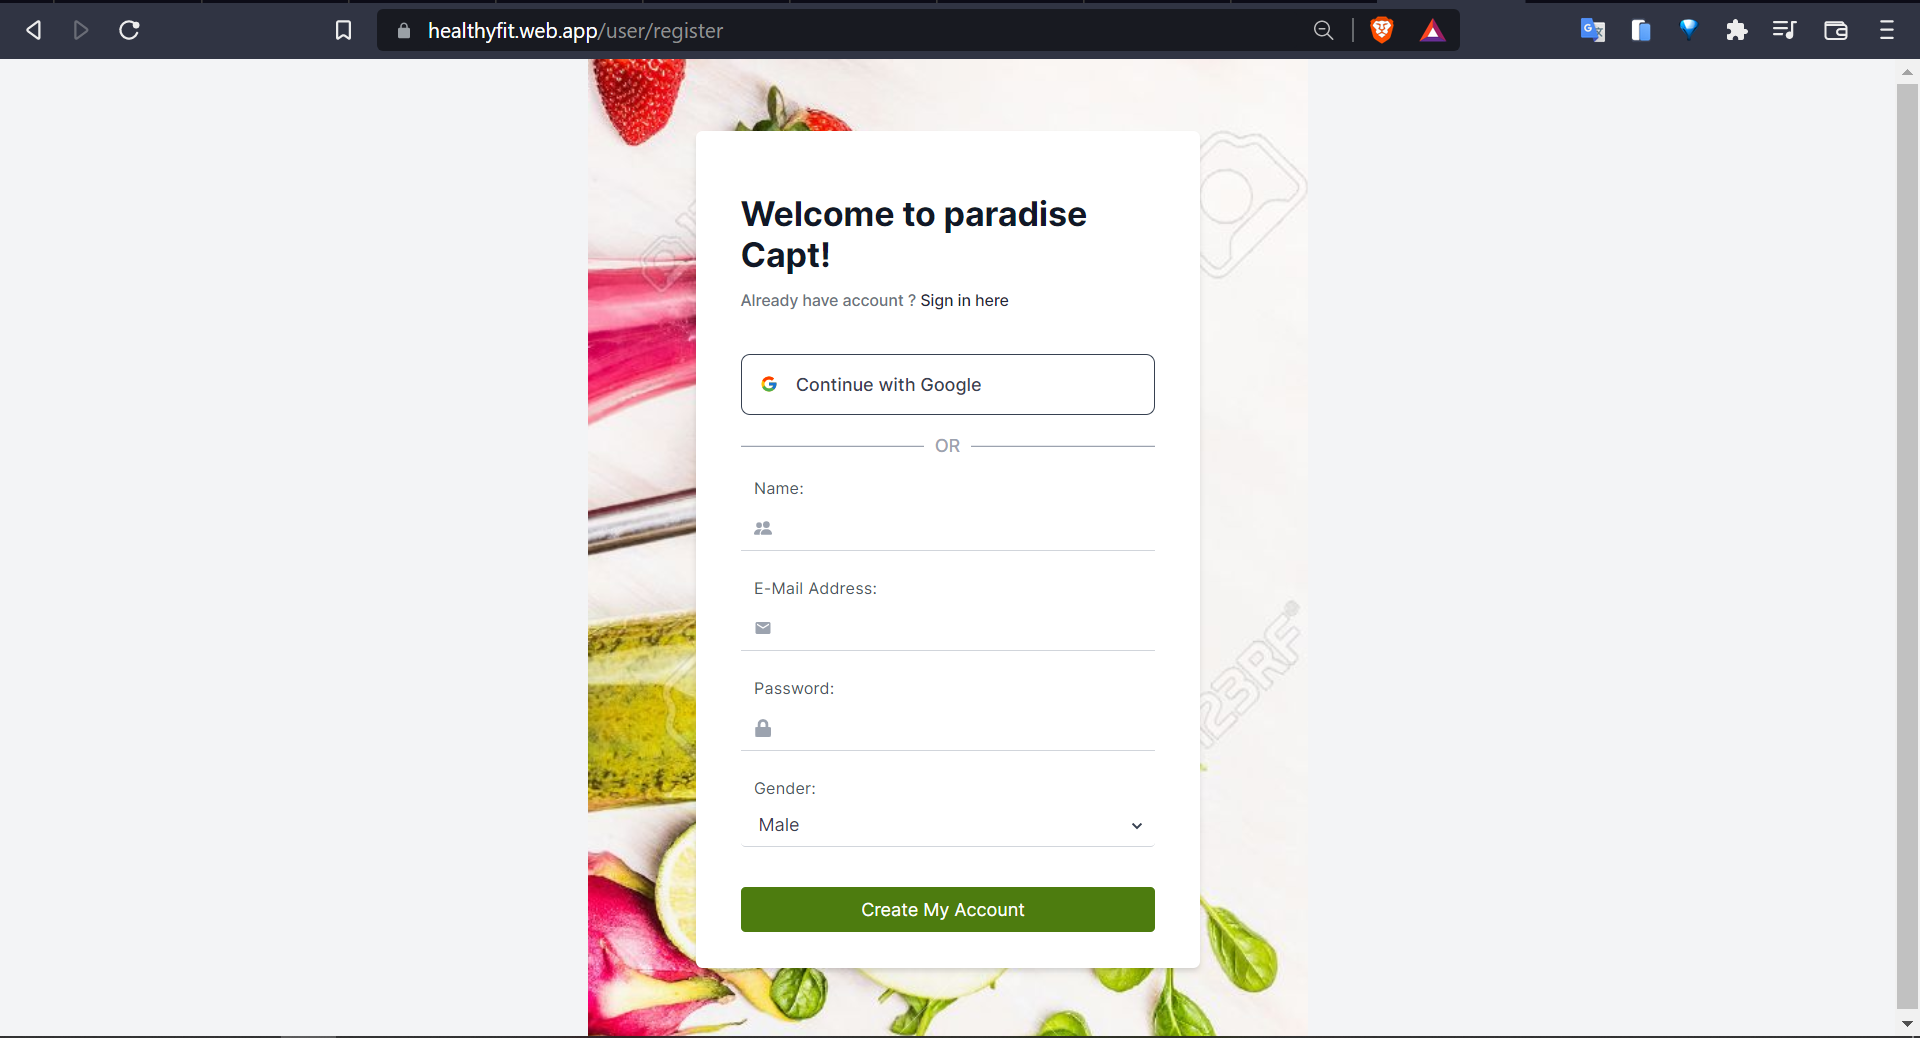 healthyfit.web.app/user/register
Welcome to paradise
Capt!
Already have account ? Sign in here
Continue with Google
OR
Name:
E-Mail Address:
Password:
Gender:
Male
Create My Account
123RF®